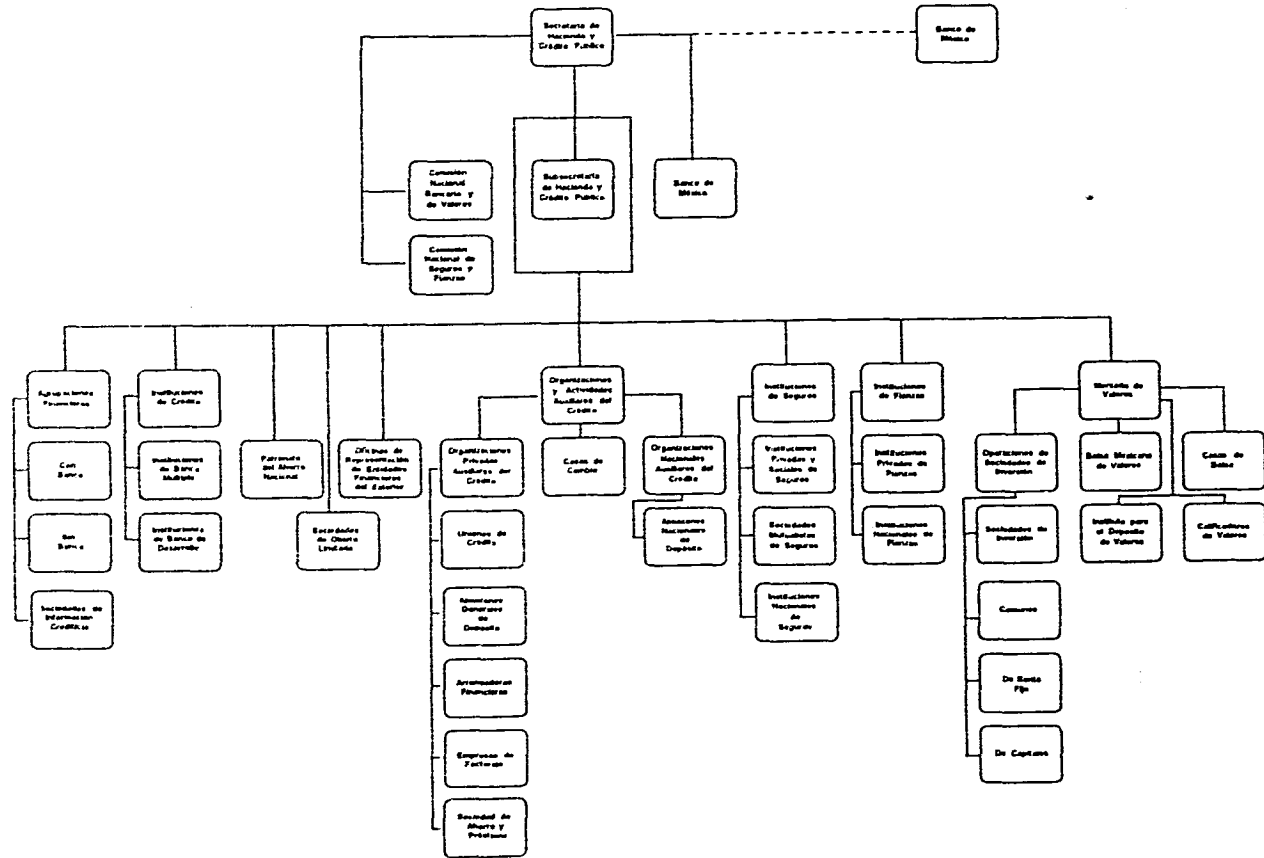 Secretaría de
Hacienda y
Crédito Público
Banco de
México
Comisión
Nacional
Bancaria y
de Valores
Subsecretaría
de Hacienda y
Crédito Público
Banco de
México
Comisión
Nacional de
Seguros y
Fianzas
Agrupaciones
Financieras
Instituciones
de Crédito
Organizaciones
y Actividades
Auxiliares del
Crédito
Instituciones
de Seguros
Instituciones
de Fianzas
Mercado de
Valores
Con
Banca
Instituciones
de Banca
Múltiple
Patronato
del Ahorro
Nacional
Oficinas de
Representación
de Entidades
Financieras
del Exterior
Organizaciones
Privadas
Auxiliares del
Crédito
Casas de
Cambio
Organizaciones
Nacionales
Auxiliares del
Crédito
Instituciones
Privadas y
Sociales de
Seguros
Instituciones
Privadas de
Fianzas
Operadores de
Sociedades de
Inversión
Bolsa Mexicana
de Valores
Casas de
Bolsa
Sin
Banca
Instituciones
de Banca de
Desarrollo
Sociedades
de Objeto
Limitado
Uniones de
Crédito
Almacenes
Nacionales de
Depósito
Sociedades
Mutualistas
de Seguros
Instituciones
Nacionales de
Fianzas
Sociedades de
Inversión
Instituto para
el Depósito
de Valores
Calificadoras
de Valores
Sociedades de
Información
Crediticia
Almacenes
Generales
de
Depósito
Instituciones
Nacionales
de
Seguros
Comunes
Arrendadoras
Financieras
De Renta
Fija
Empresas de
Factoraje
De Capitales
Sociedad de
Ahorro y
Préstamo